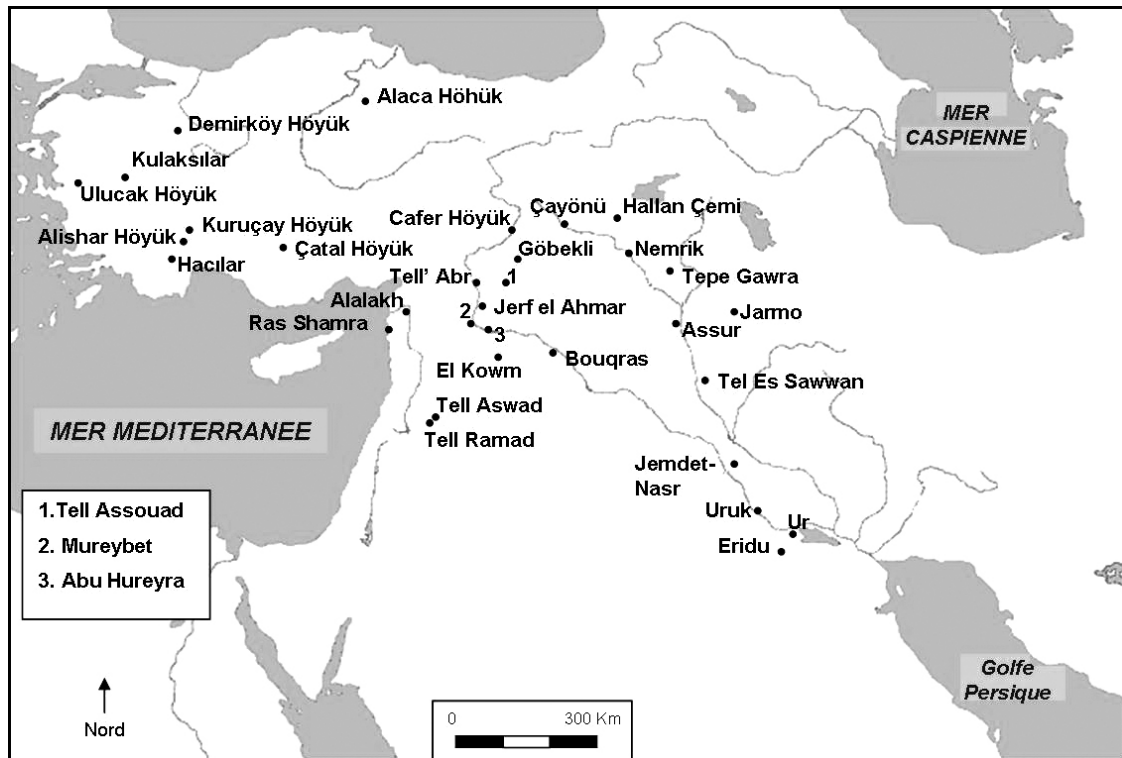 Alaca Höhük
MER
CASPIENNE
Demirköy Höyük
Kulaksılar
Ulucak Höyük
Çayönü
Hallan Çemi
Cafer Höyük
Kuruçay Höyük
Alishar Höyük
Çatal Höyük
Göbekli
Nemrik
Hacılar
Tell' Abr
1
Tepe Gawra
Alalakh
2
Jerf el Ahmar
Jarmo
Ras Shamra
3
Assur
El Kowm
Bouqras
Tel Es Sawwan
Tell Aswad
MER MEDITERRANEE
Tell Ramad
Jemdet-
Nasr
1.Tell Assouad
2. Mureybet
3. Abu Hureyra
Uruk
Ur
Eridu
Golfe
Persique
Nord
0 300 Km